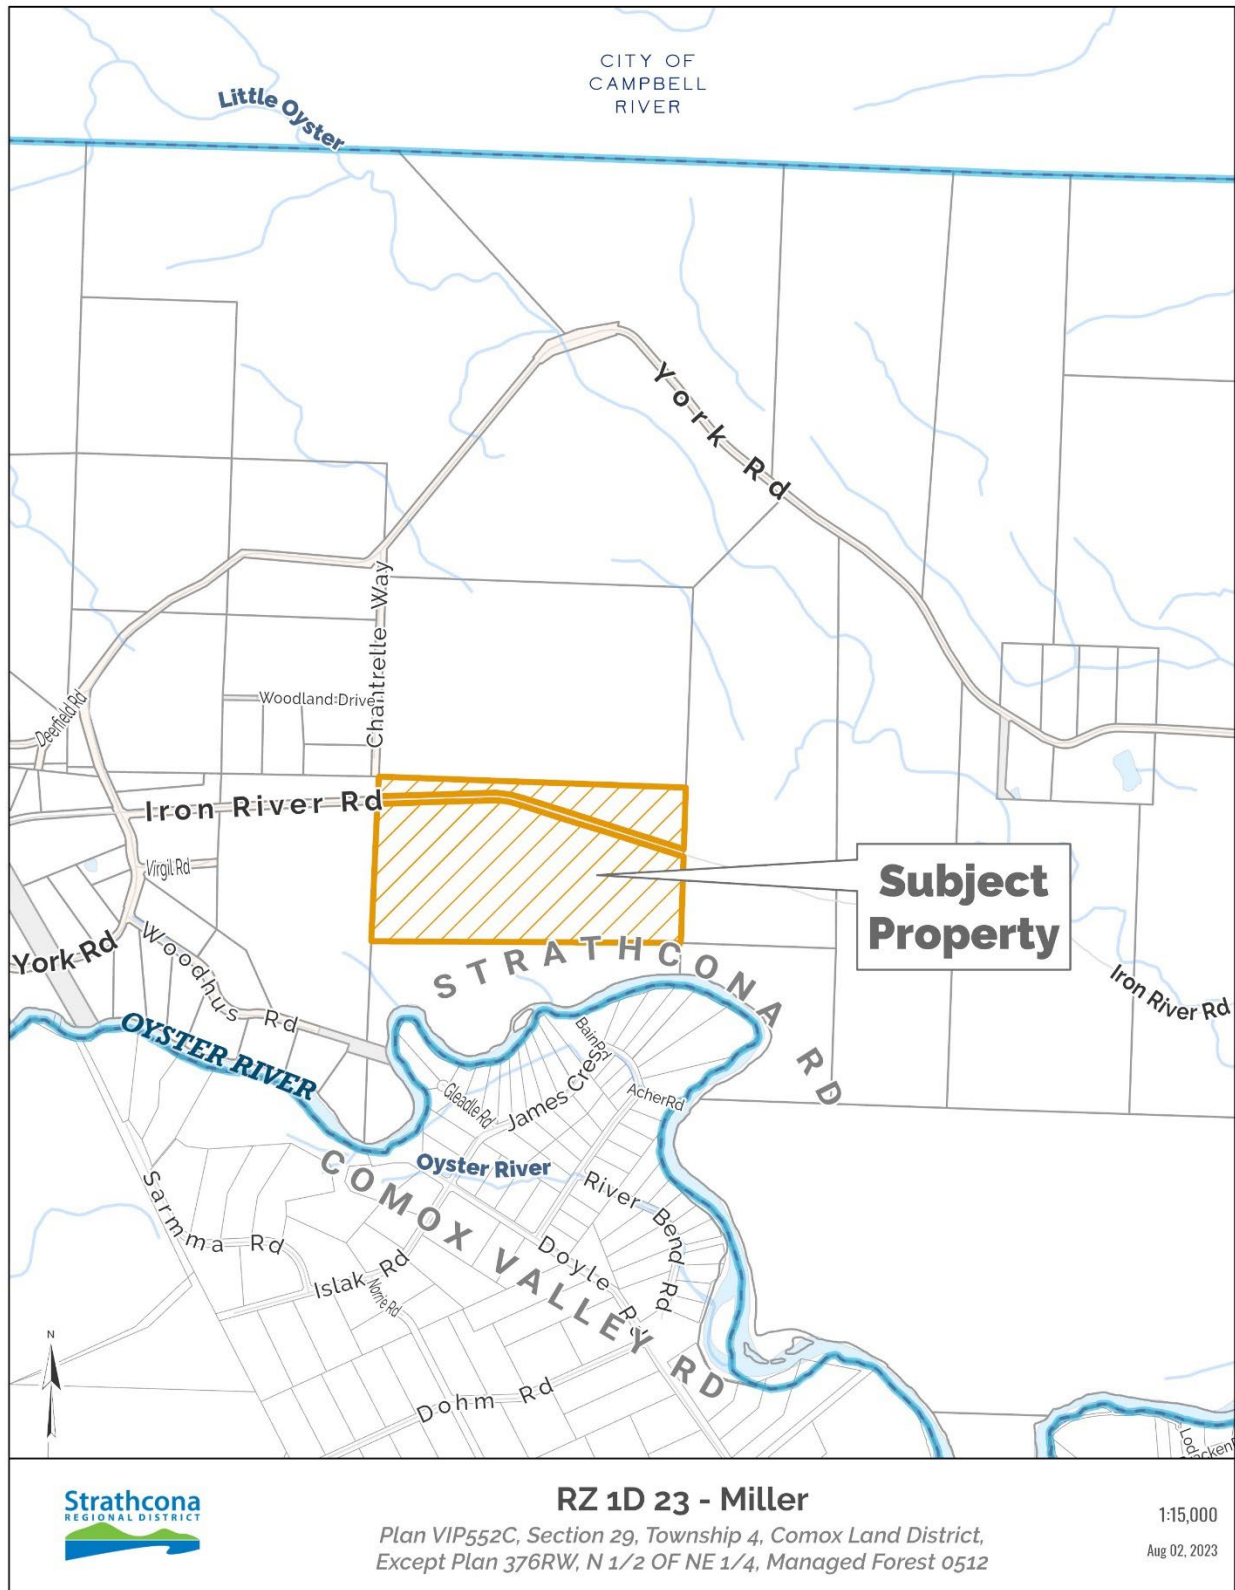 CITY OF
CAMPBELL
RIVER
Little Oyster
York Rd
Chantrelle Way
Woodland Drive
Deerfield Rd
Iron River Rd
Virgil Rd
Subject
Property
York Rd
Woodhus Rd
STRATHCONA RD
Iron River Rd
OYSTER RIVER
Bain Rd
James Cres
Gleadle Rd
Acher Rd
Oyster River
COMOX VALLEY RD
River Bend Rd
Sarmma Rd
Doyle Rd
Islak Rd
Norrie Rd
Dohm Rd
N
Strathcona
REGIONAL DISTRICT
RZ 1D 23 - Miller
Plan VIP552C, Section 29, Township 4, Comox Land District,
Except Plan 376RW, N 1/2 OF NE 1/4, Managed Forest 0512
1:15,000
Aug 02, 2023